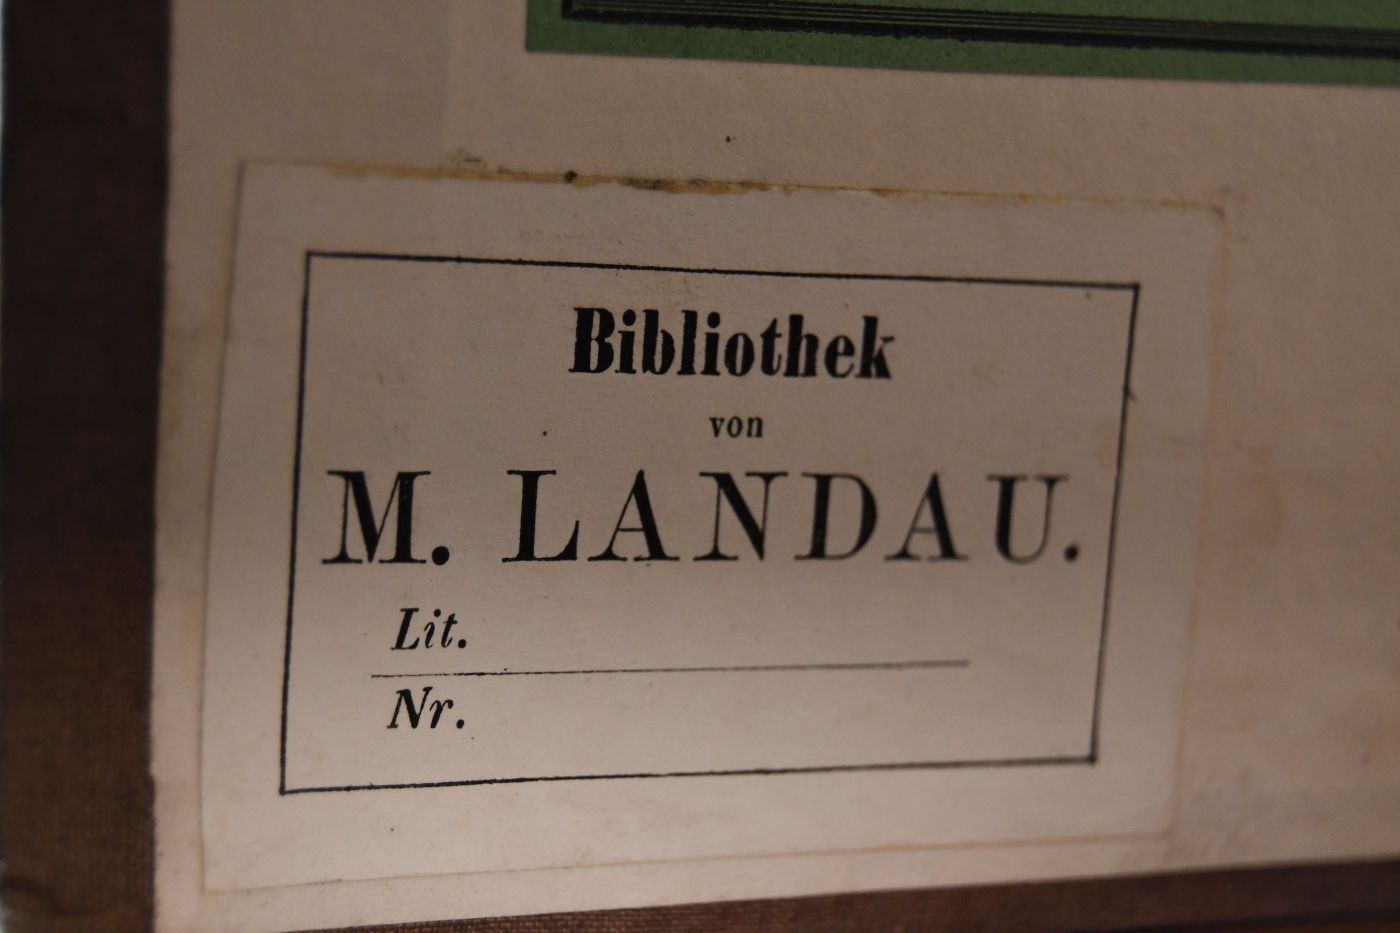 Bibliothek
von
M. LANDAU.
Lit.
Nr.